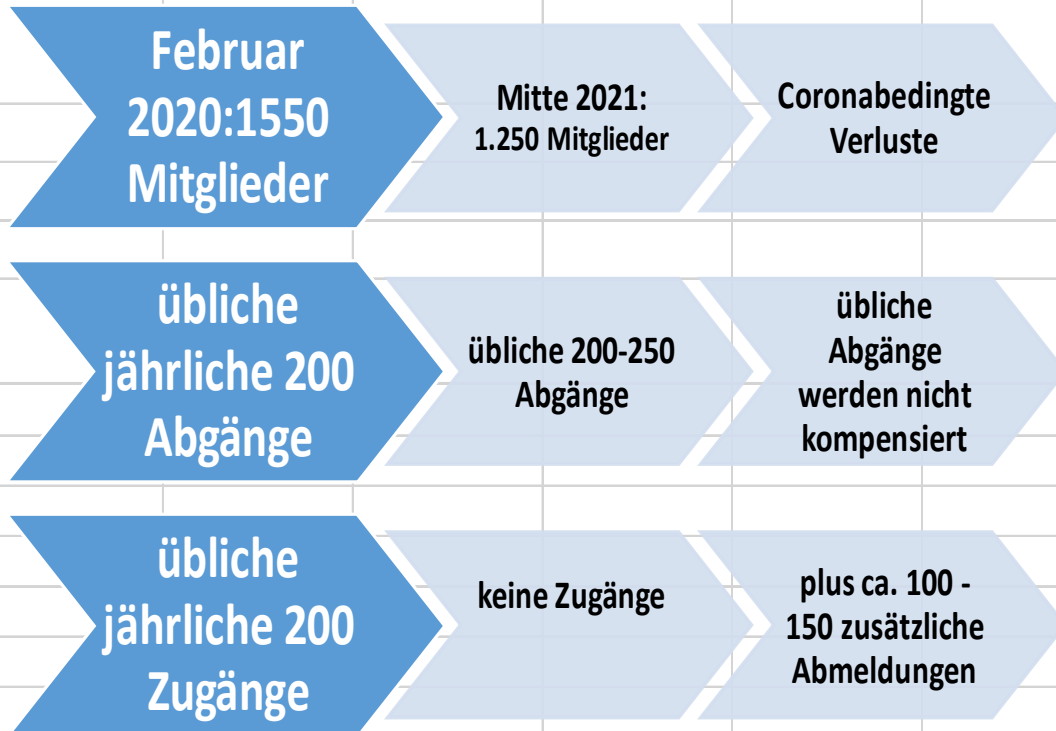 Februar
2020:1550
Mitglieder
Mitte 2021:
1.250 Mitglieder
Coronabedingte
Verluste
übliche
jährliche 200
Abgänge
übliche 200-250
Abgänge
übliche
Abgänge
werden nicht
kompensiert
übliche
jährliche 200
Zugänge
keine Zugänge
plus ca. 100 -
150 zusätzliche
Abmeldungen